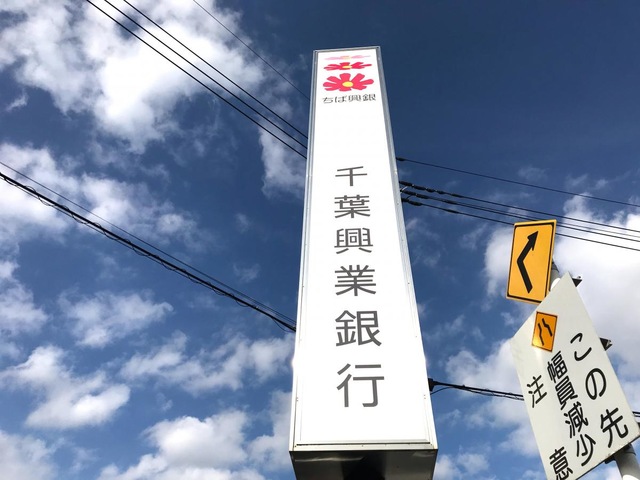 ちば興銀
千葉興業銀行
この先
幅員減少
注意